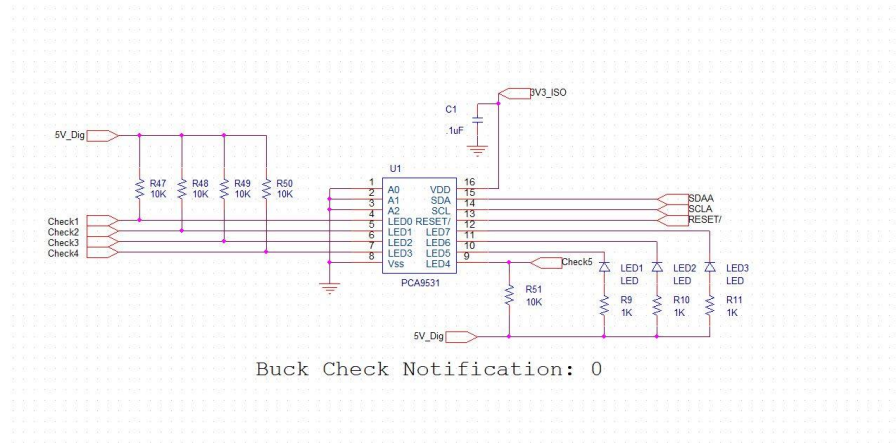 3V3_ISO
C1
.1uF
5V_Dig
U1
R47
10K
R48
10K
R49
10K
R50
10K
1
2
3
4
5
6
7
8
A0
A1
A2
LED0
LED1
LED2
LED3
Vss
VDD
SDA
SCL
RESET/
LED7
LED6
LED5
LED4
16
15
14
13
12
11
10
9
PCA9531
SDAA
SCLA
RESET/
Check1
Check2
Check3
Check4
Check5
LED1
LED
LED2
LED
LED3
LED
R51
10K
R9
1K
R10
1K
R11
1K
5V_Dig
Buck Check Notification: 0